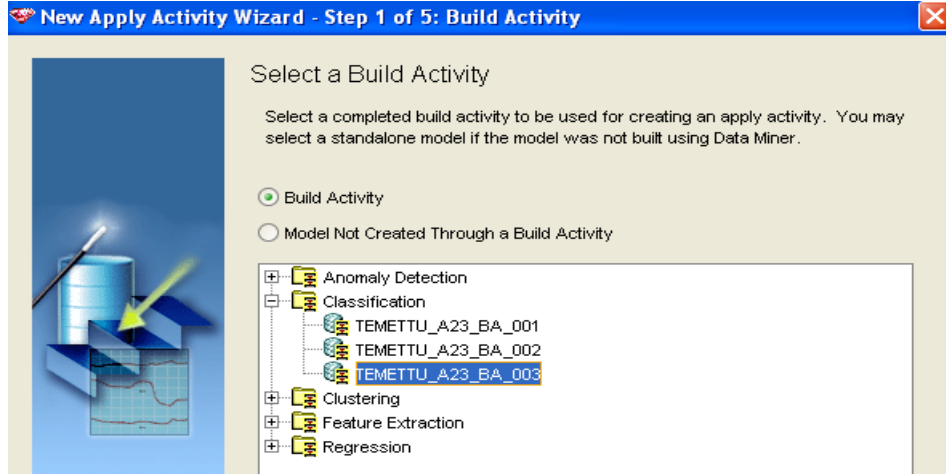 New Apply Activity Wizard - Step 1 of 5: Build Activity
Select a Build Activity
Select a completed build activity to be used for creating an apply activity. You may
select a standalone model if the model was not built using Data Miner.
Build Activity
Model Not Created Through a Build Activity
Anomaly Detection
Classification
TEMETTU_A23_BA_001
TEMETTU_A23_BA_002
TEMETTU_A23_BA_003
Clustering
Feature Extraction
Regression